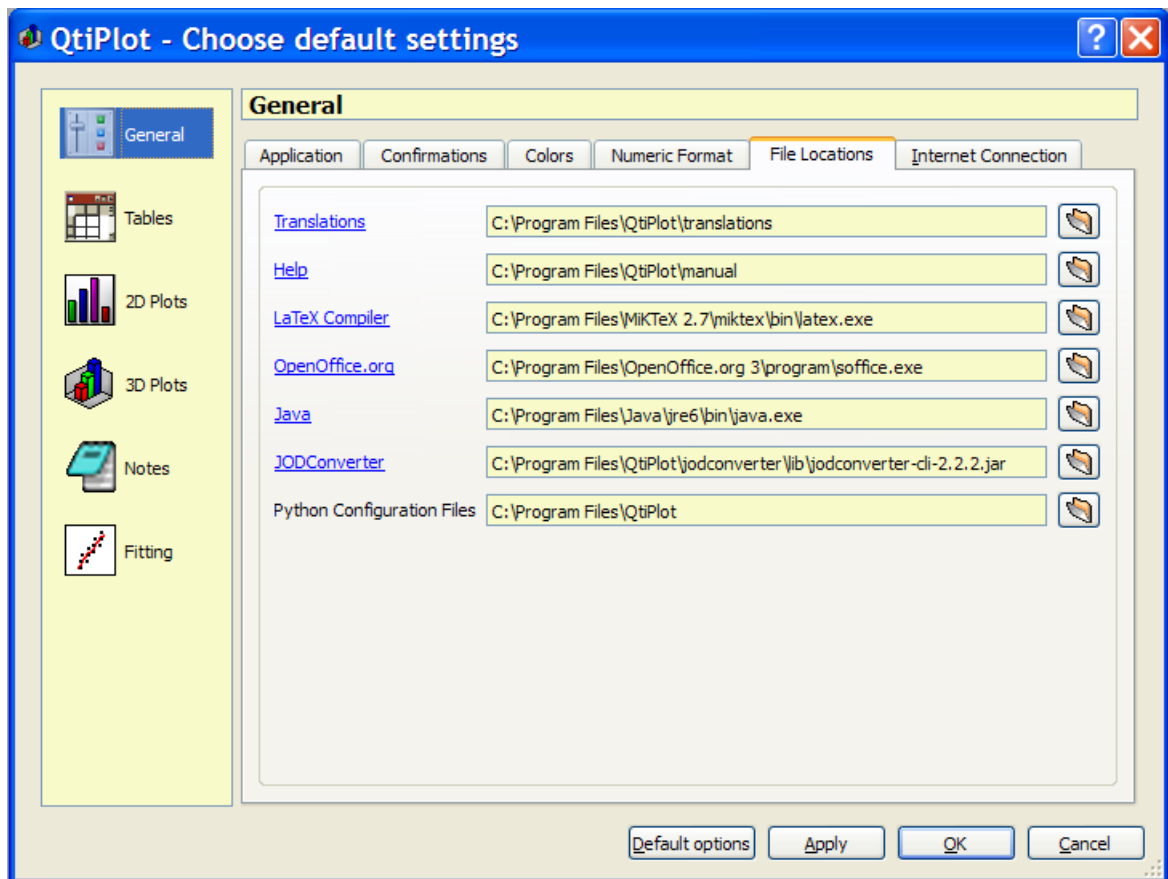 QtiPlot - Choose default settings
General
Tables
2D Plots
3D Plots
Notes
Fitting
General
Application Confirmations Colors Numeric Format File Locations Internet Connection
Translations C:\Program Files\QtiPlot\translations
Help C:\Program Files\QtiPlot\manual
LaTeX Compiler C:\Program Files\MiKTeX 2.7\miktex\bin\latex.exe
OpenOffice.org C:\Program Files\OpenOffice.org 3\program\soffice.exe
Java C:\Program Files\Java\jre6\bin\java.exe
JODConverter C:\Program Files\QtiPlot\jodconverter\lib\jodconverter-cli-2.2.2.jar
Python Configuration Files C:\Program Files\QtiPlot
Default options Apply OK Cancel